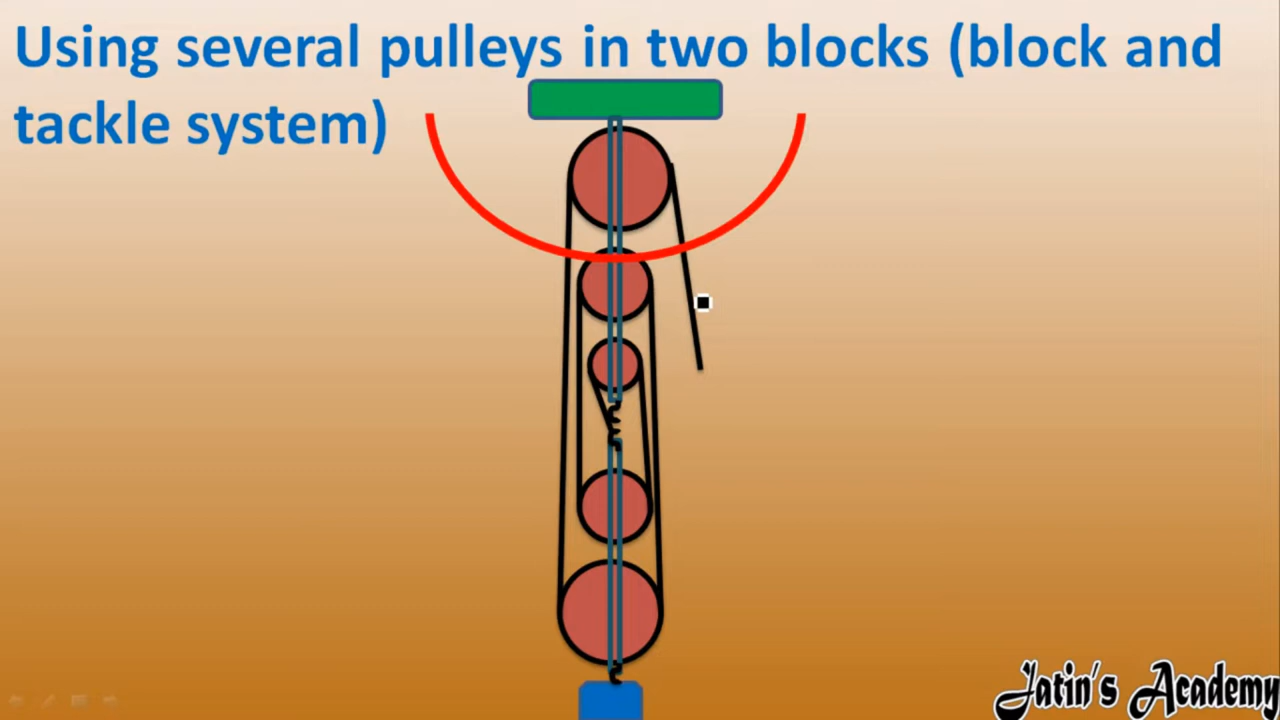 Using several pulleys in two blocks (block and
tackle system)
Jatin's Academy